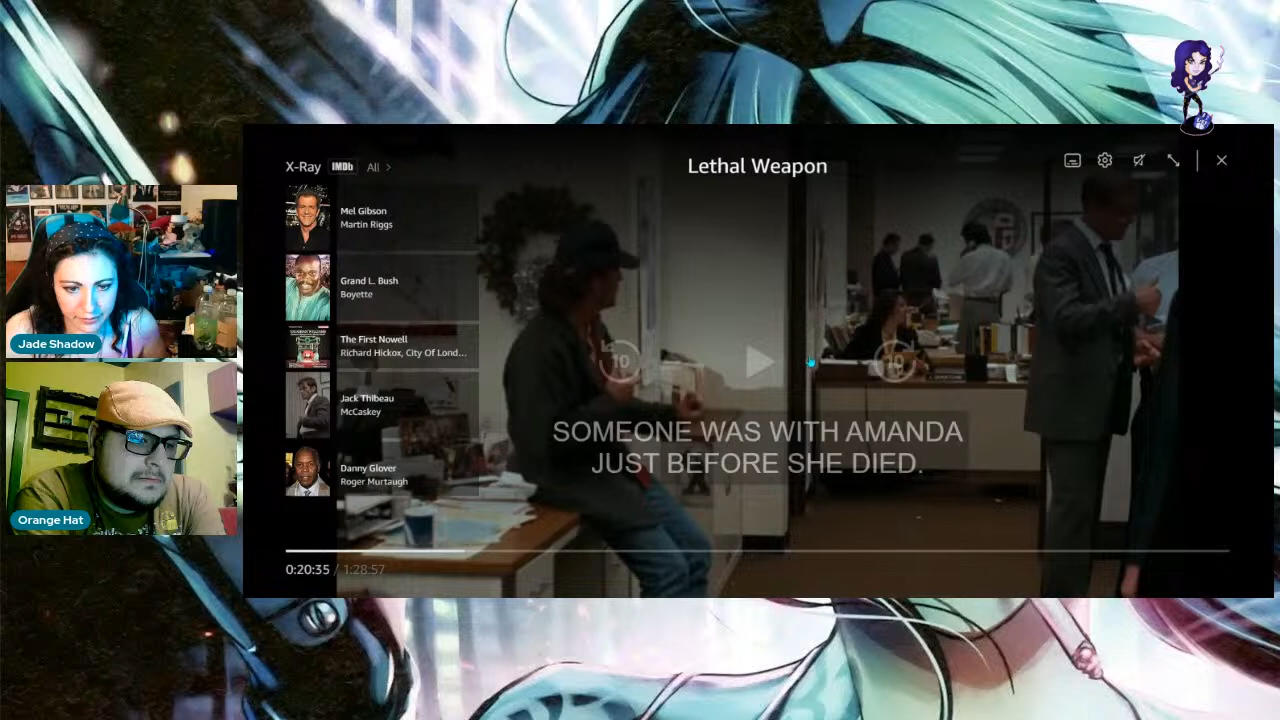 X-Ray IMDb All >
Lethal Weapon
Mel Gibson
Martin Riggs
Grand L. Bush
Boyette
The First Nowell
Richard Hickox, City Of Lond...
Jack Thibeau
McCaskey
Danny Glover
Roger Murtaugh
10
10
SOMEONE WAS WITH AMANDA
JUST BEFORE SHE DIED.
0:20:35 / 1:28:57
Jade Shadow
Orange Hat